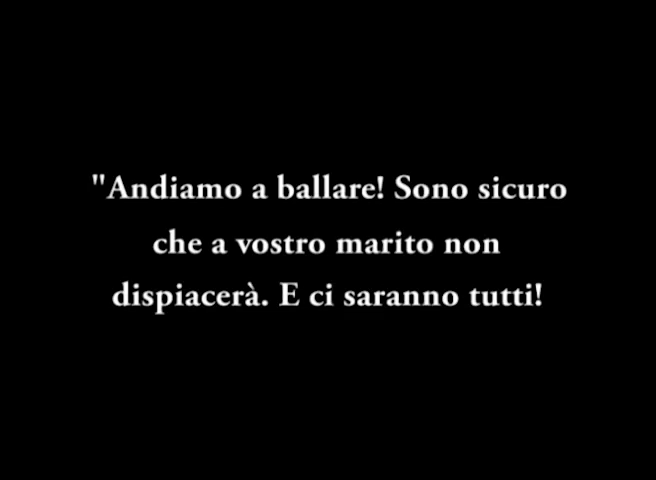 "Andiamo a ballare! Sono sicuro
che a vostro marito non
dispiacerà. E ci saranno tutti!